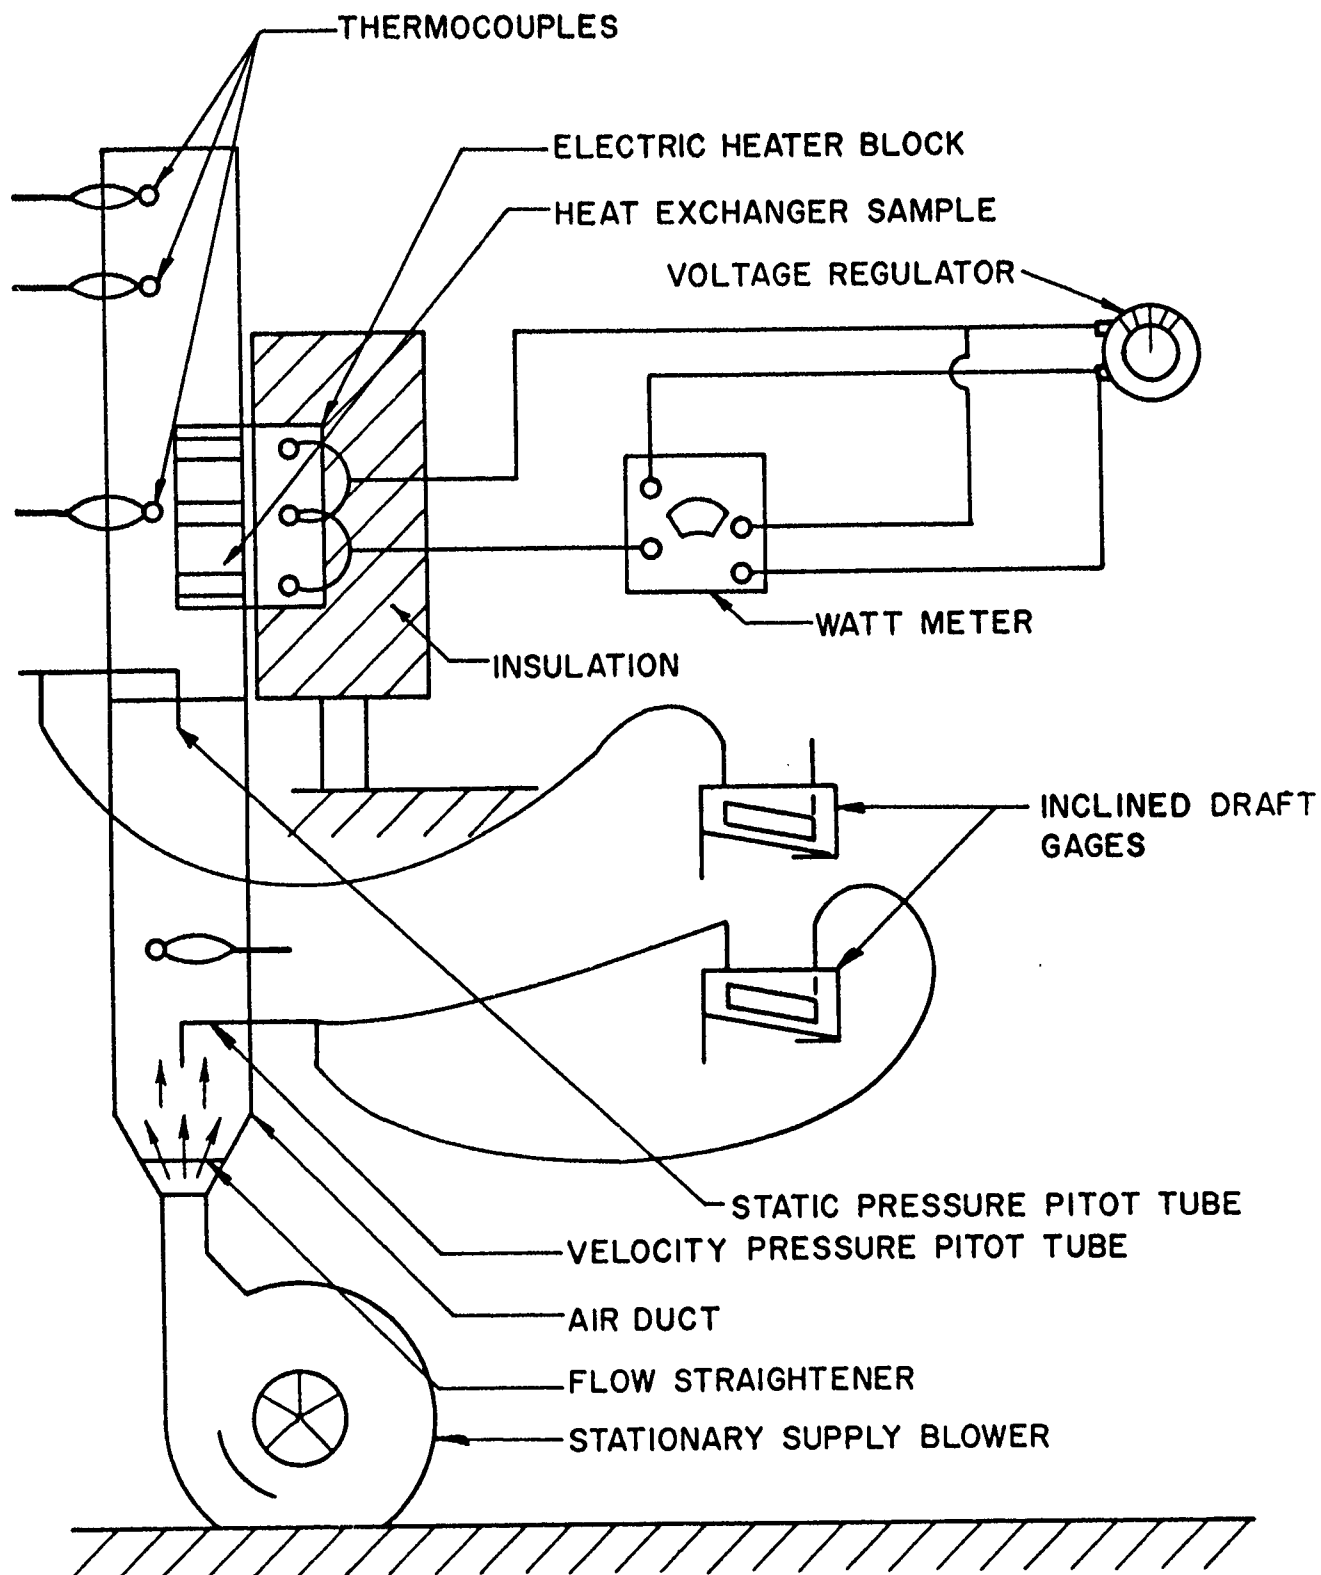 THERMOCOUPLES
ELECTRIC HEATER BLOCK
HEAT EXCHANGER SAMPLE
VOLTAGE REGULATOR
WATT METER
INSULATION
INCLINED DRAFT
GAGES
STATIC PRESSURE PITOT TUBE
VELOCITY PRESSURE PITOT TUBE
AIR DUCT
FLOW STRAIGHTENER
STATIONARY SUPPLY BLOWER